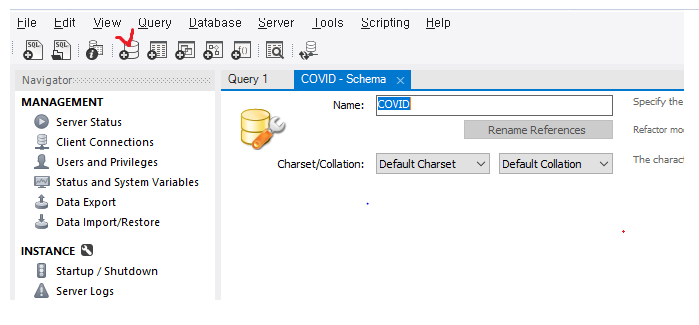 File Edit View Query Database Server Tools Scripting Help
SQL SQL
Navigator
Query 1 COVID - Schema
MANAGEMENT
Server Status
Client Connections
Users and Privileges
Status and System Variables
Data Export
Data Import/Restore
INSTANCE
Startup / Shutdown
Server Logs
Name: COVID Specify the
Rename References Refactor mo
Charset/Collation: Default Charset Default Collation The charac